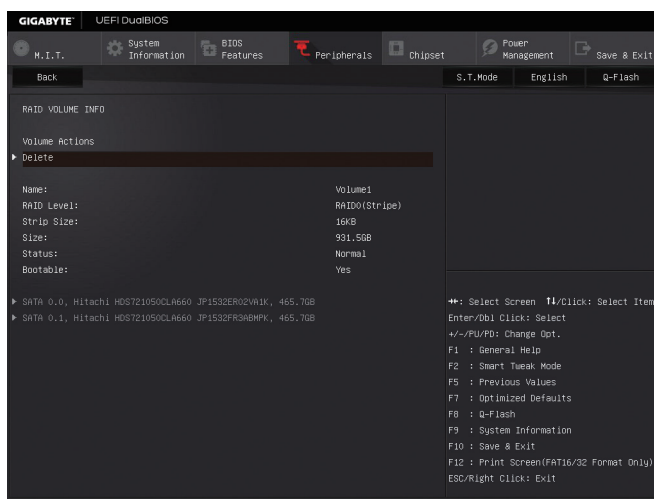 GIGABYTE™ UEFI DualBIOS
M.I.T.
System Information
BIOS Features
Peripherals
Chipset
Power Management
Save & Exit
Back
S.T.Mode English Q-Flash
RAID VOLUME INFO
Volume Actions
Delete
Name: Volume1
RAID Level: RAID0(Stripe)
Strip Size: 16KB
Size: 931.5GB
Status: Normal
Bootable: Yes
SATA 0.0, Hitachi HDS721050CLA660 JP1532ER02VA1K, 465.7GB
SATA 0.1, Hitachi HDS721050CLA660 JP1532FR3ABMPK, 465.7GB
→←: Select Screen ↑↓/Click: Select Item
Enter/Dbl Click: Select
+/-/PU/PD: Change Opt.
F1 : General Help
F2 : Smart Tweak Mode
F5 : Previous Values
F7 : Optimized Defaults
F8 : Q-Flash
F9 : System Information
F10 : Save & Exit
F12 : Print Screen(FAT16/32 Format Only)
ESC/Right Click: Exit